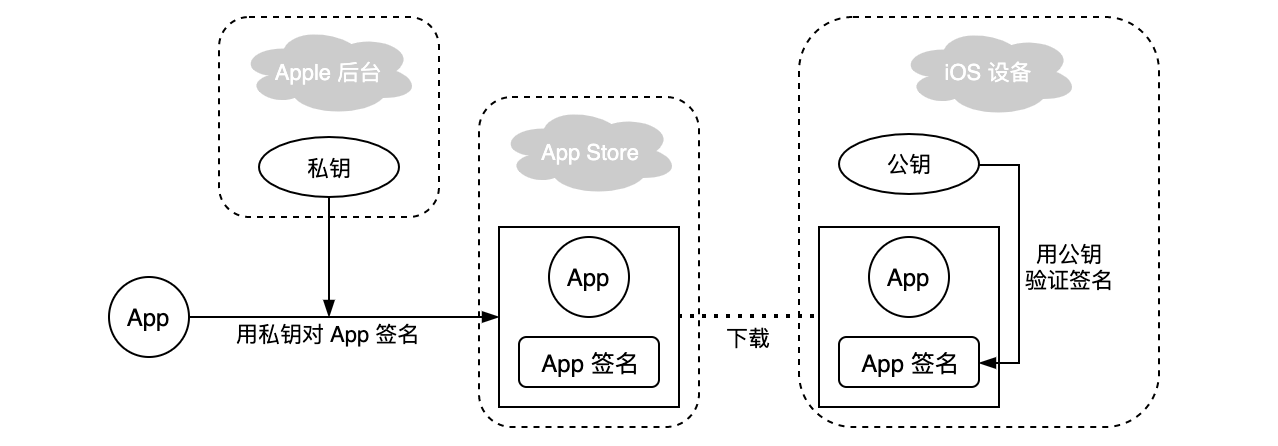 Apple 后台
私钥
App
用私钥对 App 签名
App Store
App
App 签名
下载
iOS 设备
公钥
App
App 签名
用公钥
验证签名